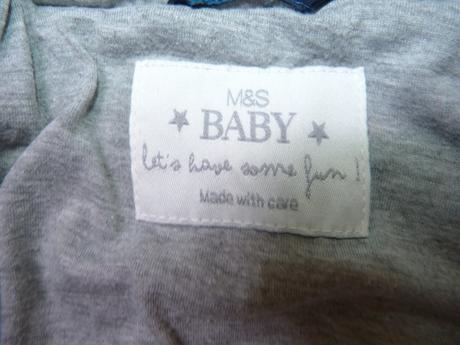 M&S
BABY
let's have some fun!
Made with care